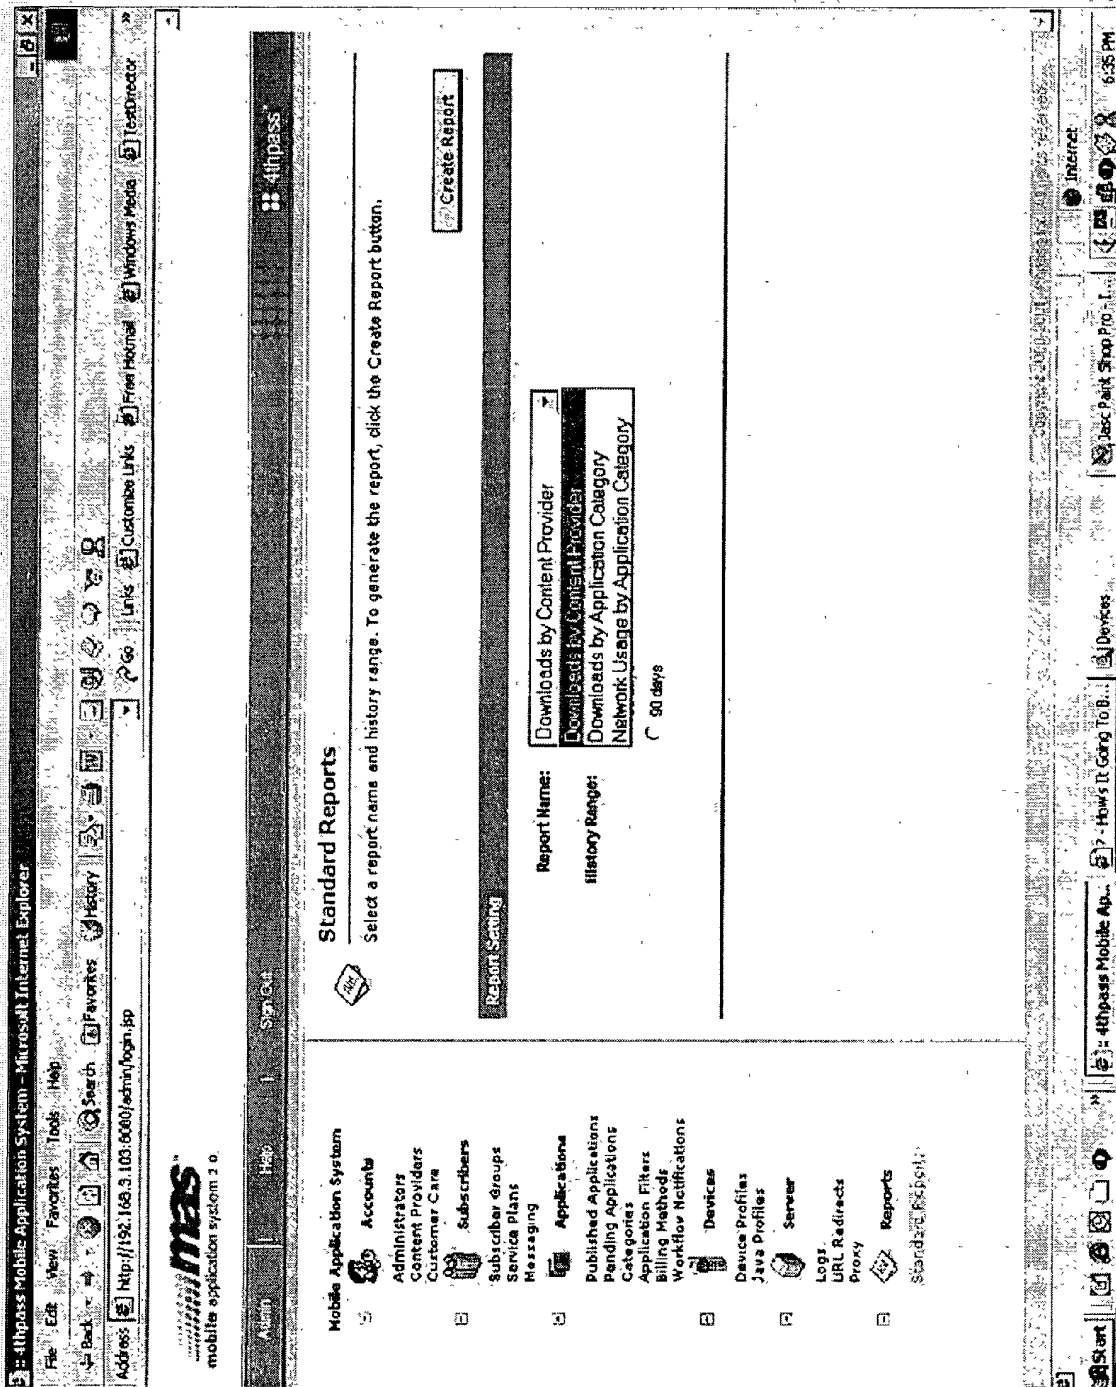 4thpass Mobile Application System - Microsoft Internet Explorer
File Edit View Favorites Tools Help
Back Search Favorites History
Address http://192.168.3.103:8080/admin/login.jsp Go Links Customize Links Free Hotmail Windows Media TestDirector »
mas
mobile application system 2.0
Admin | Help | Sign Out 4thpass
Mobile Application System
Accounts
Administrators
Content Providers
Customer Care
Subscribers
Subscriber Groups
Service Plans
Messaging
Applications
Published Applications
Pending Applications
Categories
Application Filters
Billing Methods
Workflow Notifications
Devices
Device Profiles
Java Profiles
Server
Logs
URL Redirects
Proxy
Reports
Standard Reports
Standard Reports
Select a report name and history range. To generate the report, click the Create Report button.
Create Report
Report Setting
Report Name: Downloads by Content Provider
Downloads by Content Provider
Downloads by Application Category
Network Usage by Application Category
History Range:
90 days
Internet
Start » :: 4thpass Mobile Ap... 7 - How's It Going To B... Devices Jasc Paint Shop Pro - I... 6:35 PM